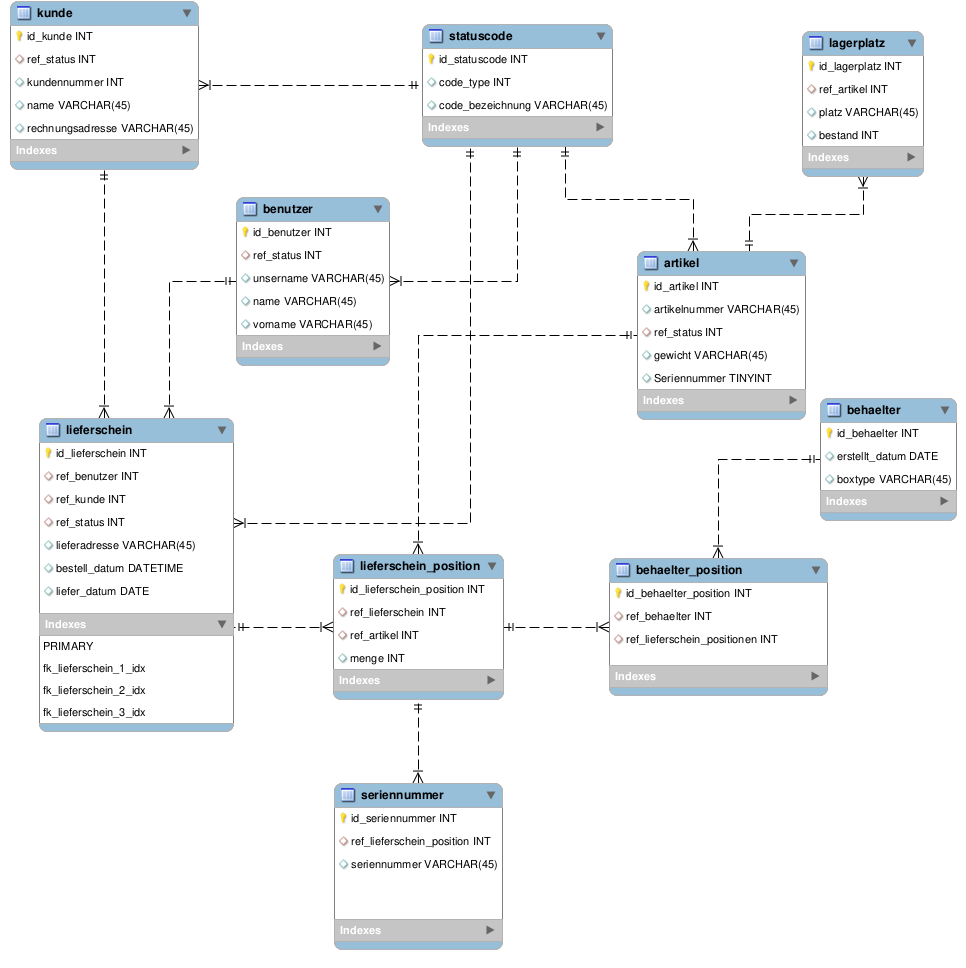 kunde
id_kunde INT
ref_status INT
kundennummer INT
name VARCHAR(45)
rechnungsadresse VARCHAR(45)
Indexes
statuscode
id_statuscode INT
code_type INT
code_bezeichnung VARCHAR(45)
Indexes
lagerplatz
id_lagerplatz INT
ref_artikel INT
platz VARCHAR(45)
bestand INT
Indexes
benutzer
id_benutzer INT
ref_status INT
unsername VARCHAR(45)
name VARCHAR(45)
vorname VARCHAR(45)
Indexes
artikel
id_artikel INT
artikelnummer VARCHAR(45)
ref_status INT
gewicht VARCHAR(45)
Seriennummer TINYINT
Indexes
behaelter
id_behaelter INT
erstellt_datum DATE
boxtype VARCHAR(45)
Indexes
lieferschein
id_lieferschein INT
ref_benutzer INT
ref_kunde INT
ref_status INT
lieferadresse VARCHAR(45)
bestell_datum DATETIME
liefer_datum DATE
Indexes
PRIMARY
fk_lieferschein_1_idx
fk_lieferschein_2_idx
fk_lieferschein_3_idx
lieferschein_position
id_lieferschein_position INT
ref_lieferschein INT
ref_artikel INT
menge INT
Indexes
behaelter_position
id_behaelter_position INT
ref_behaelter INT
ref_lieferschein_positionen INT
Indexes
seriennummer
id_seriennummer INT
ref_lieferschein_position INT
seriennummer VARCHAR(45)
Indexes